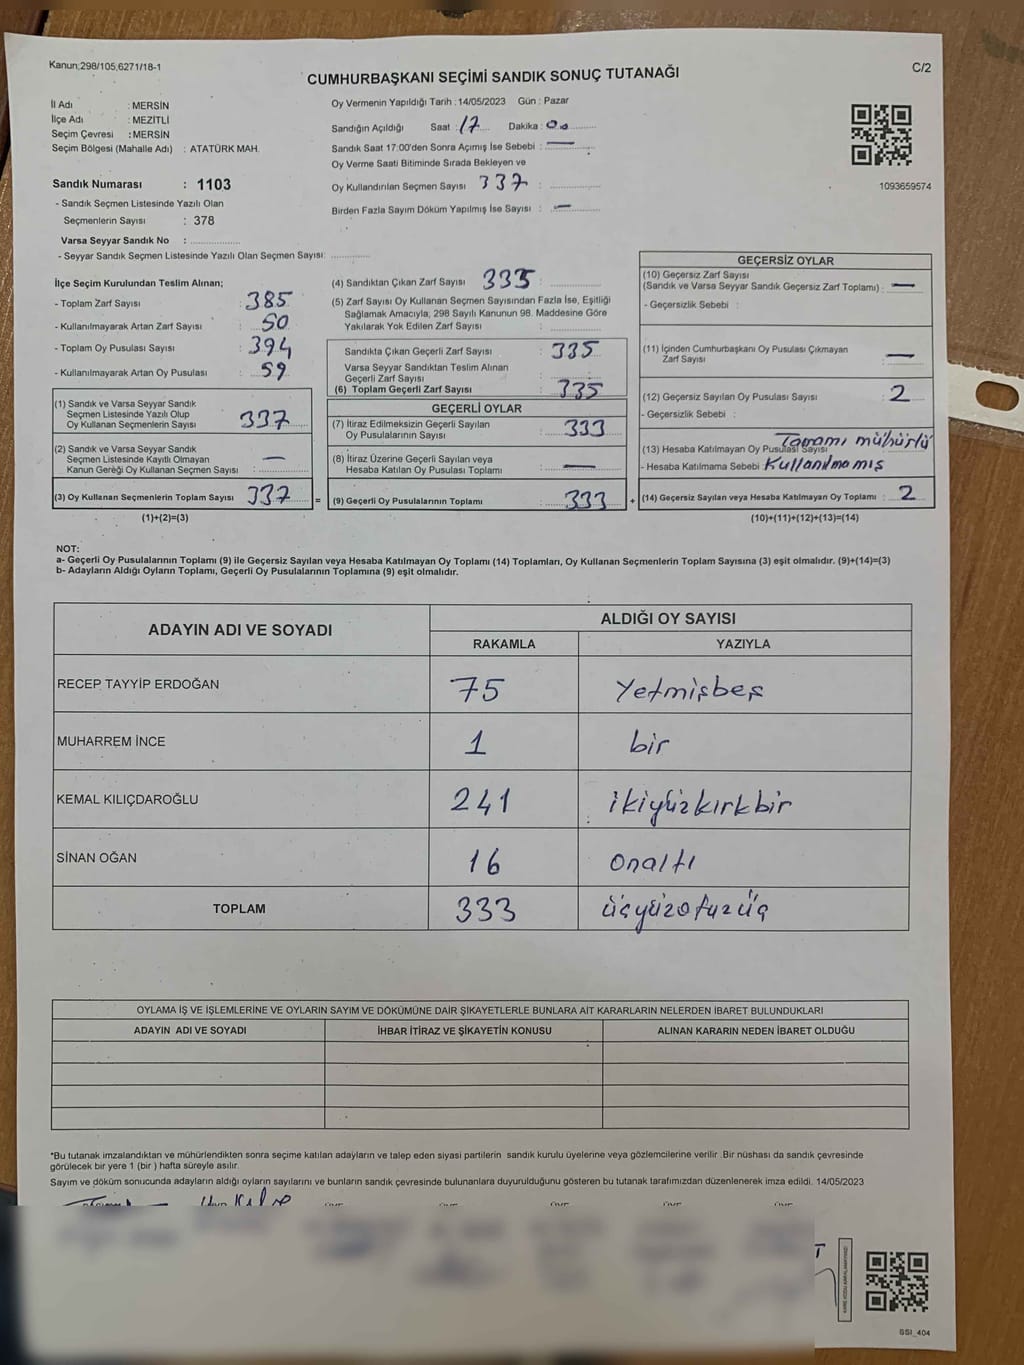 Kanun:298/105,6271/18-1
C/2
CUMHURBAŞKANI SEÇİMİ SANDIK SONUÇ TUTANAĞI
İl Adı : MERSİN
İlçe Adı : MEZİTLİ
Seçim Çevresi : MERSİN
Seçim Bölgesi (Mahalle Adı) : ATATÜRK MAH.
Sandık Numarası : 1103
- Sandık Seçmen Listesinde Yazılı Olan
Seçmenlerin Sayısı : 378
Varsa Seyyar Sandık No :
- Seyyar Sandık Seçmen Listesinde Yazılı Olan Seçmen Sayısı:
Oy Vermenin Yapıldığı Tarih :14/05/2023 Gün : Pazar
Sandığın Açıldığı Saat : 17 Dakika : 00
Sandık Saat 17:00'den Sonra Açımış İse Sebebi : —
Oy Verme Saati Bitiminde Sırada Bekleyen ve
Oy Kullandırılan Seçmen Sayısı 337 :
Birden Fazla Sayım Döküm Yapılmış İse Sayısı : —
1093659574
İlçe Seçim Kurulundan Teslim Alınan;
- Toplam Zarf Sayısı : 385
- Kullanılmayarak Artan Zarf Sayısı : 50
- Toplam Oy Pusulası Sayısı : 394
- Kullanılmayarak Artan Oy Pusulası : 59
(1) Sandık ve Varsa Seyyar Sandık
Seçmen Listesinde Yazılı Olup
Oy Kullanan Seçmenlerin Sayısı 337
(2) Sandık ve Varsa Seyyar Sandık
Seçmen Listesinde Kayıtlı Olmayan
Kanun Gereği Oy Kullanan Seçmen Sayısı : —
(3) Oy Kullanan Seçmenlerin Toplam Sayısı 337 =
(1)+(2)=(3)
(4) Sandıktan Çıkan Zarf Sayısı 335
(5) Zarf Sayısı Oy Kullanan Seçmen Sayısından Fazla İse, Eşitliği
Sağlamak Amacıyla, 298 Sayılı Kanunun 98. Maddesine Göre
Yakılarak Yok Edilen Zarf Sayısı :
Sandıkta Çıkan Geçerli Zarf Sayısı : 335
Varsa Seyyar Sandıktan Teslim Alınan
Geçerli Zarf Sayısı :
(6) Toplam Geçerli Zarf Sayısı : 335
GEÇERLİ OYLAR
(7) İtiraz Edilmeksizin Geçerli Sayılan
Oy Pusulalarının Sayısı : 333
(8) İtiraz Üzerine Geçerli Sayılan veya
Hesaba Katılan Oy Pusulası Toplamı : —
(9) Geçerli Oy Pusulalarının Toplamı : 333 +
GEÇERSİZ OYLAR
(10) Geçersiz Zarf Sayısı
(Sandık ve Varsa Seyyar Sandık Geçersiz Zarf Toplamı) : —
- Geçersizlik Sebebi :
(11) İçinden Cumhurbaşkanı Oy Pusulası Çıkmayan
Zarf Sayısı : —
(12) Geçersiz Sayılan Oy Pusulası Sayısı : 2
- Geçersizlik Sebebi :
(13) Hesaba Katılmayan Oy Pusulası Sayısı Tamamı mühürlü
- Hesaba Katılmama Sebebi Kullanılmamış
(14) Geçersiz Sayılan veya Hesaba Katılmayan Oy Toplamı : 2
(10)+(11)+(12)+(13)=(14)
NOT:
a- Geçerli Oy Pusulalarının Toplamı (9) ile Geçersiz Sayılan veya Hesaba Katılmayan Oy Toplamı (14) Toplamları, Oy Kullanan Seçmenlerin Toplam Sayısına (3) eşit olmalıdır. (9)+(14)=(3)
b- Adayların Aldığı Oyların Toplamı, Geçerli Oy Pusulalarının Toplamına (9) eşit olmalıdır.
ADAYIN ADI VE SOYADI
ALDIĞI OY SAYISI
RAKAMLA YAZIYLA
RECEP TAYYİP ERDOĞAN 75 Yetmişbeş
MUHARREM İNCE 1 bir
KEMAL KILIÇDAROĞLU 241 ikiyüzkırkbir
SİNAN OĞAN 16 onaltı
TOPLAM 333 üçyüzotuzüç
OYLAMA İŞ VE İŞLEMLERİNE VE OYLARIN SAYIM VE DÖKÜMÜNE DAİR ŞİKAYETLERLE BUNLARA AİT KARARLARIN NELERDEN İBARET BULUNDUKLARI
ADAYIN ADI VE SOYADI İHBAR İTİRAZ VE ŞİKAYETİN KONUSU ALINAN KARARIN NEDEN İBARET OLDUĞU
*Bu tutanak imzalandıktan ve mühürlendikten sonra seçime katılan adayların ve talep eden siyasi partilerin sandık kurulu üyelerine veya gözlemcilerine verilir .Bir nüshası da sandık çevresinde
görülecek bir yere 1 (bir ) hafta süreyle asılır.
Sayım ve döküm sonucunda adayların aldığı oyların sayılarını ve bunların sandık çevresinde bulunanlara duyurulduğunu gösteren bu tutanak tarafımızdan düzenlenerek imza edildi. 14/05/2023
SSI_404